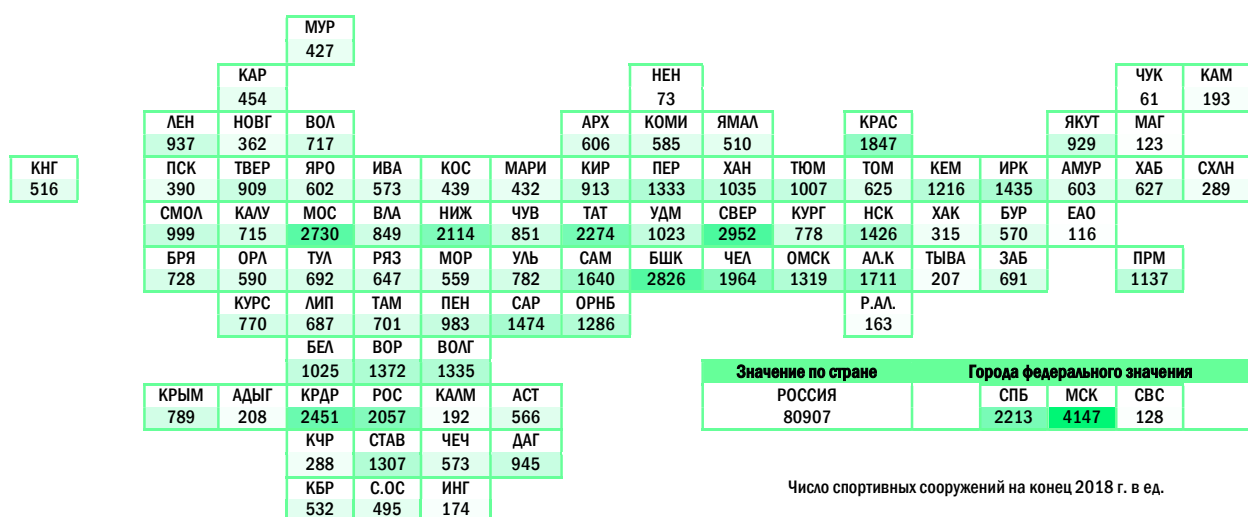 МУР
427
КАР НЕН ЧУК КАМ
454 73 61 193
ЛЕН НОВГ ВОЛ АРХ КОМИ ЯМАЛ КРАС ЯКУТ МАГ
937 362 717 606 585 510 1847 929 123
КНГ ПСК ТВЕР ЯРО ИВА КОС МАРИ КИР ПЕР ХАН ТЮМ ТОМ КЕМ ИРК АМУР ХАБ СХЛН
516 390 909 602 573 439 432 913 1333 1035 1007 625 1216 1435 603 627 289
СМОЛ КАЛУ МОС ВЛА НИЖ ЧУВ ТАТ УДМ СВЕР КУРГ НСК ХАК БУР ЕАО
999 715 2730 849 2114 851 2274 1023 2952 778 1426 315 570 116
БРЯ ОРЛ ТУЛ РЯЗ МОР УЛЬ САМ БШК ЧЕЛ ОМСК АЛ.К ТЫВА ЗАБ ПРМ
728 590 692 647 559 782 1640 2826 1964 1319 1711 207 691 1137
КУРС ЛИП ТАМ ПЕН САР ОРНБ Р.АЛ.
770 687 701 983 1474 1286 163
БЕЛ ВОР ВОЛГ
1025 1372 1335
Значение по стране Города федерального значения
КРЫМ АДЫГ КРДР РОС КАЛМ АСТ РОССИЯ СПБ МСК СВС
789 208 2451 2057 192 566 80907 2213 4147 128
КЧР СТАВ ЧЕЧ ДАГ
288 1307 573 945
КБР С.ОС ИНГ
532 495 174
Число спортивных сооружений на конец 2018 г. в ед.